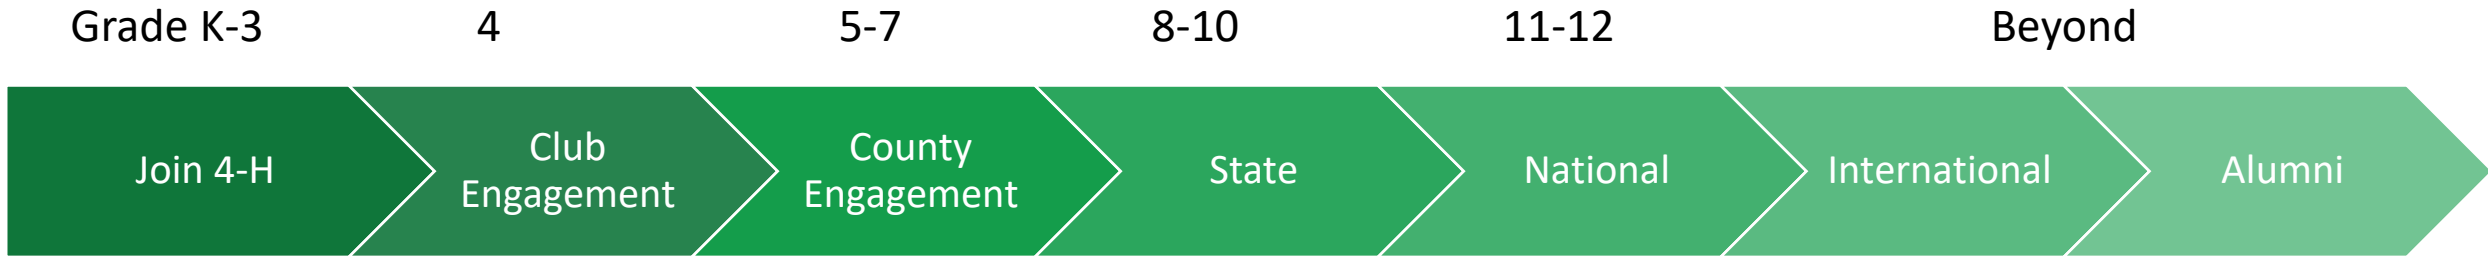 Grade K-3
4
5-7
8-10
11-12
Beyond
Join 4-H
Club
Engagement
County
Engagement
State
National
International
Alumni